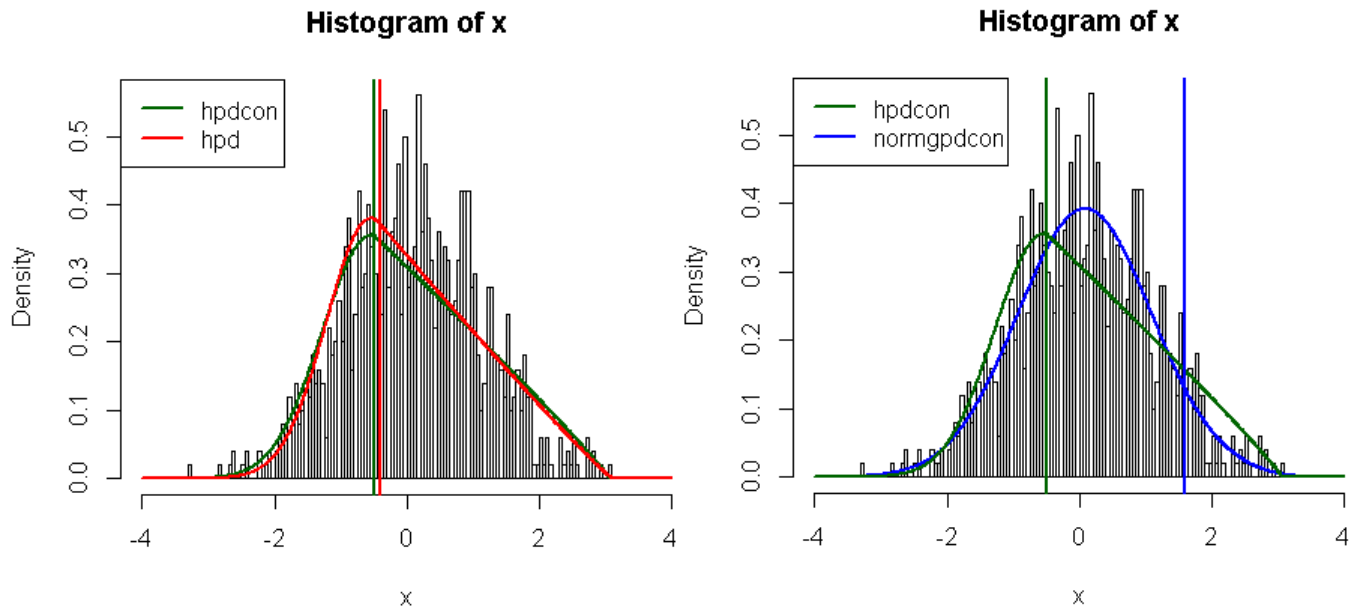 Histogram of x
hpdcon
hpd
Density
0.0 0.1 0.2 0.3 0.4 0.5
-4 -2 0 2 4
x
Histogram of x
hpdcon
normgpdcon
Density
0.0 0.1 0.2 0.3 0.4 0.5
-4 -2 0 2 4
x